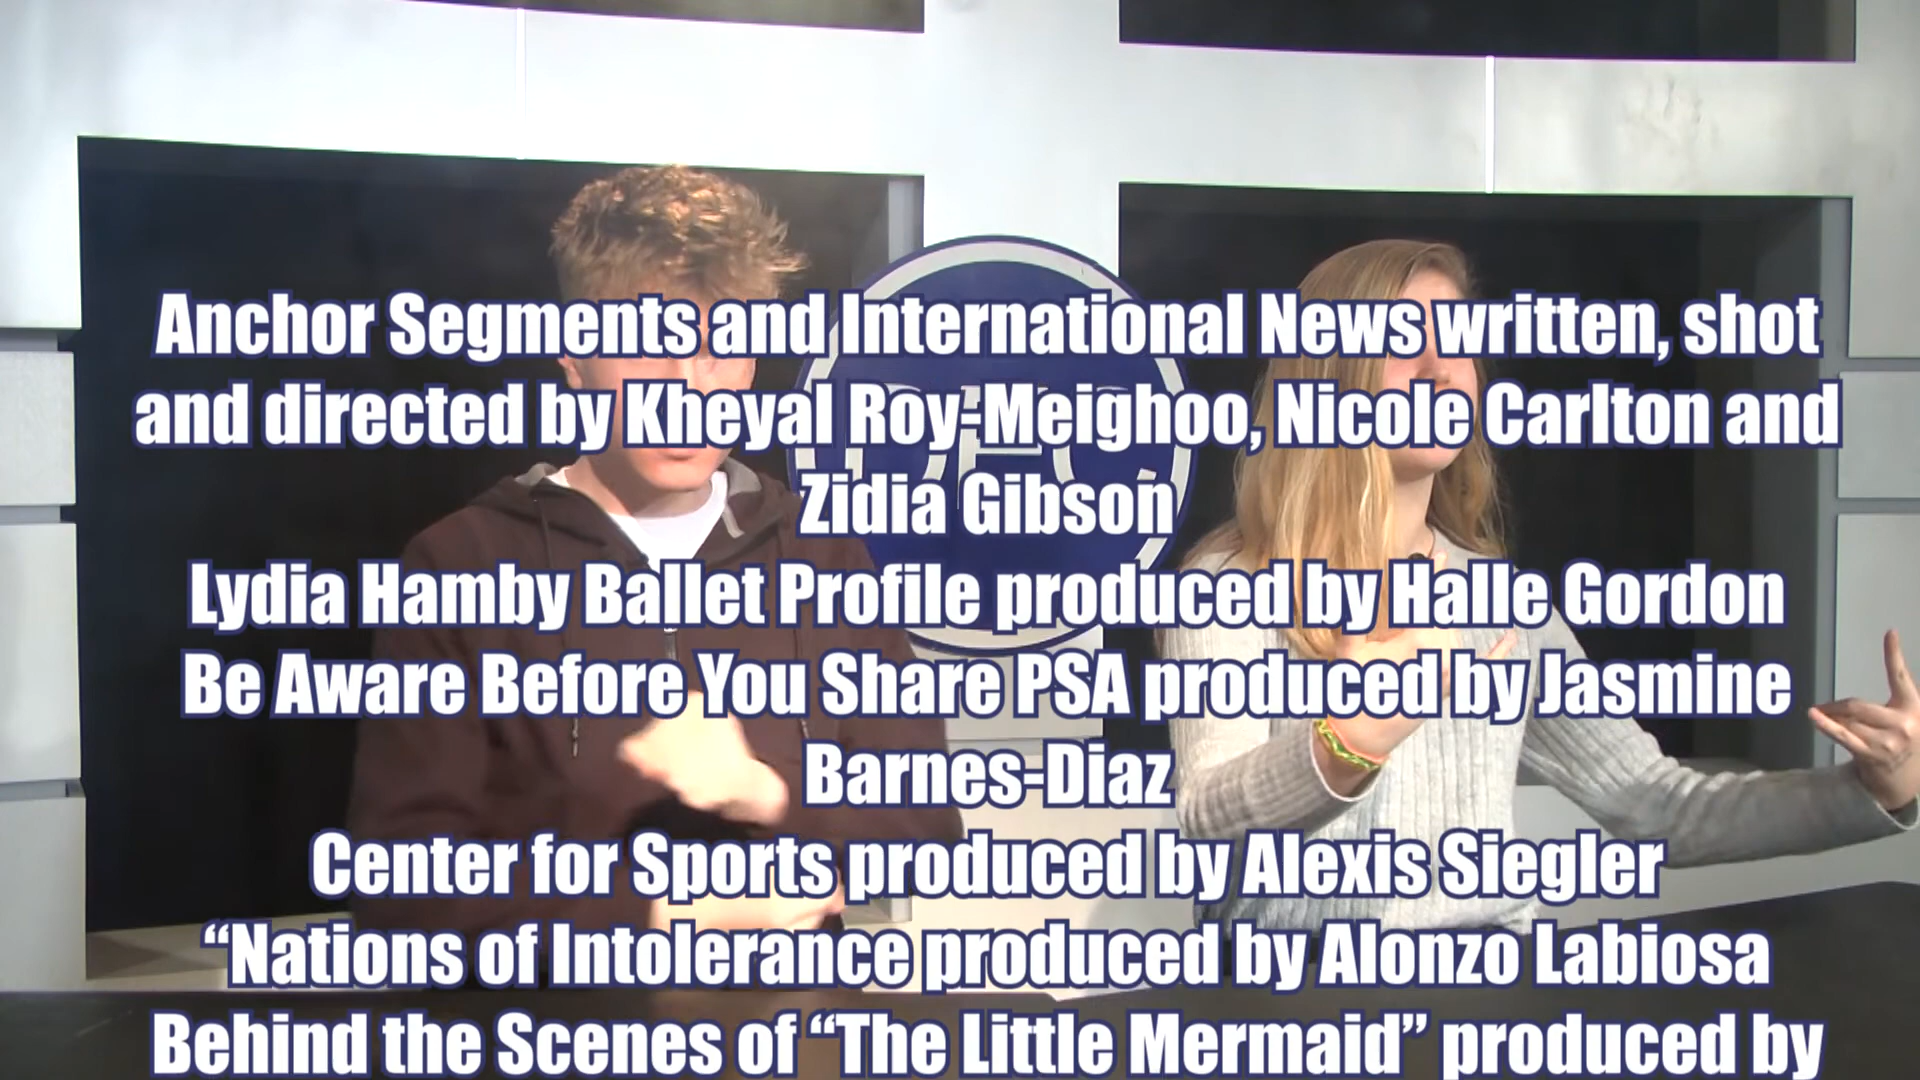 Anchor Segments and International News written, shot
and directed by Kheyal Roy-Meighoo, Nicole Carlton and
Zidia Gibson
Lydia Hamby Ballet Profile produced by Halle Gordon
Be Aware Before You Share PSA produced by Jasmine
Barnes-Diaz
Center for Sports produced by Alexis Siegler
“Nations of Intolerance produced by Alonzo Labiosa
Behind the Scenes of “The Little Mermaid” produced by